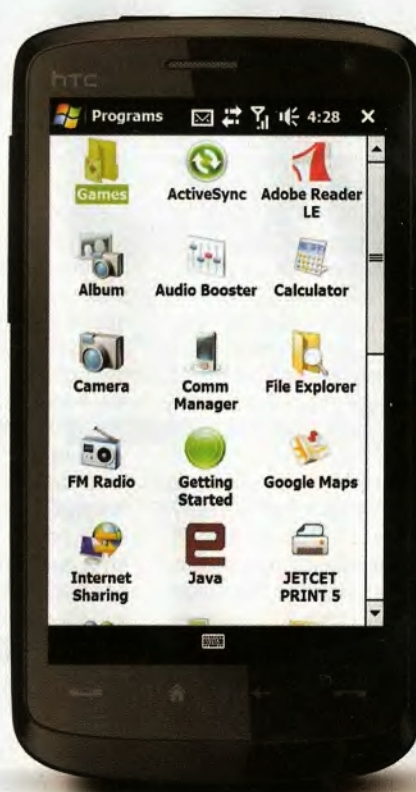 hTC
Programs 4:28 X
Games ActiveSync Adobe Reader LE
Album Audio Booster Calculator
Camera Comm Manager File Explorer
FM Radio Getting Started Google Maps
Internet Sharing Java JETCET PRINT 5